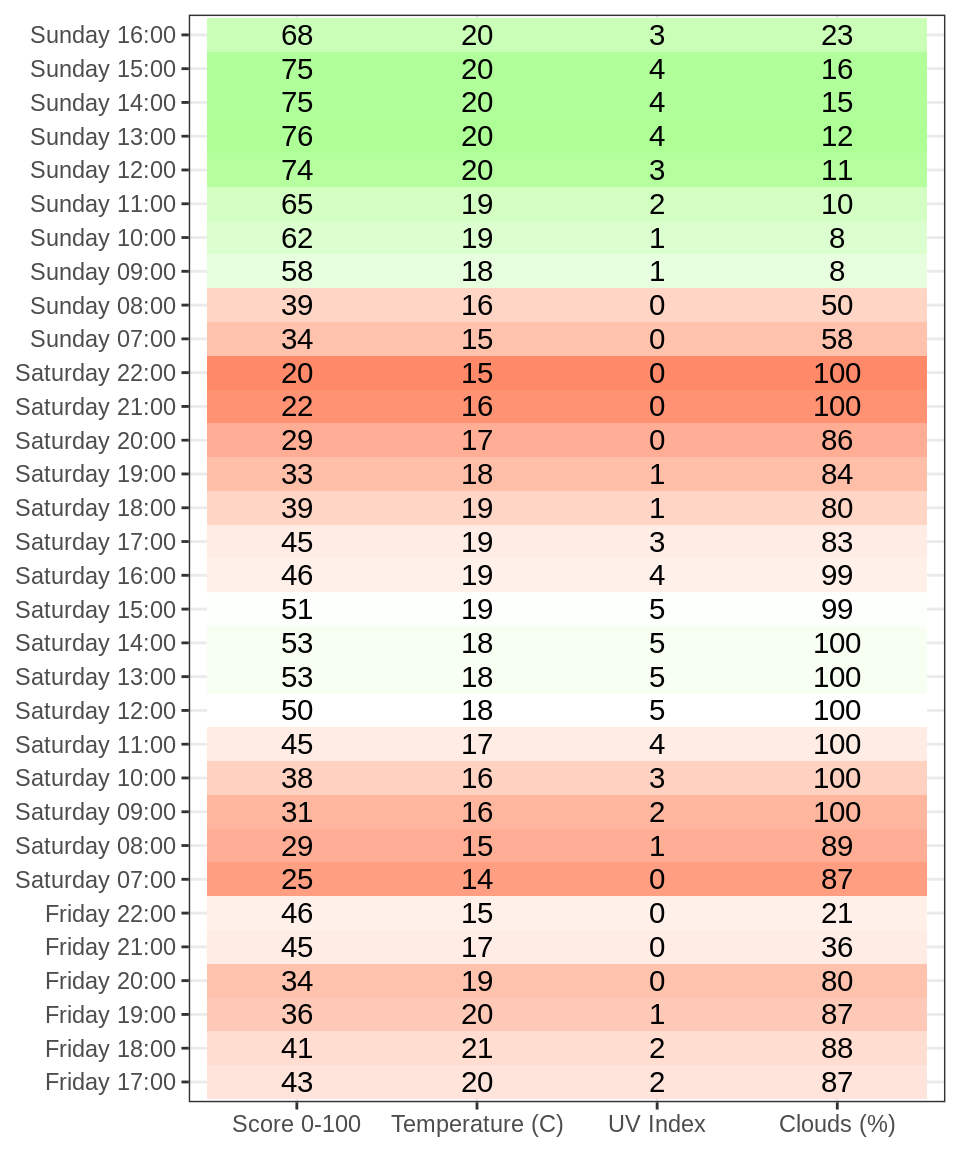 Sunday 16:00 68 20 3 23
Sunday 15:00 75 20 4 16
Sunday 14:00 75 20 4 15
Sunday 13:00 76 20 4 12
Sunday 12:00 74 20 3 11
Sunday 11:00 65 19 2 10
Sunday 10:00 62 19 1 8
Sunday 09:00 58 18 1 8
Sunday 08:00 39 16 0 50
Sunday 07:00 34 15 0 58
Saturday 22:00 20 15 0 100
Saturday 21:00 22 16 0 100
Saturday 20:00 29 17 0 86
Saturday 19:00 33 18 1 84
Saturday 18:00 39 19 1 80
Saturday 17:00 45 19 3 83
Saturday 16:00 46 19 4 99
Saturday 15:00 51 19 5 99
Saturday 14:00 53 18 5 100
Saturday 13:00 53 18 5 100
Saturday 12:00 50 18 5 100
Saturday 11:00 45 17 4 100
Saturday 10:00 38 16 3 100
Saturday 09:00 31 16 2 100
Saturday 08:00 29 15 1 89
Saturday 07:00 25 14 0 87
Friday 22:00 46 15 0 21
Friday 21:00 45 17 0 36
Friday 20:00 34 19 0 80
Friday 19:00 36 20 1 87
Friday 18:00 41 21 2 88
Friday 17:00 43 20 2 87
Score 0-100 Temperature (C) UV Index Clouds (%)